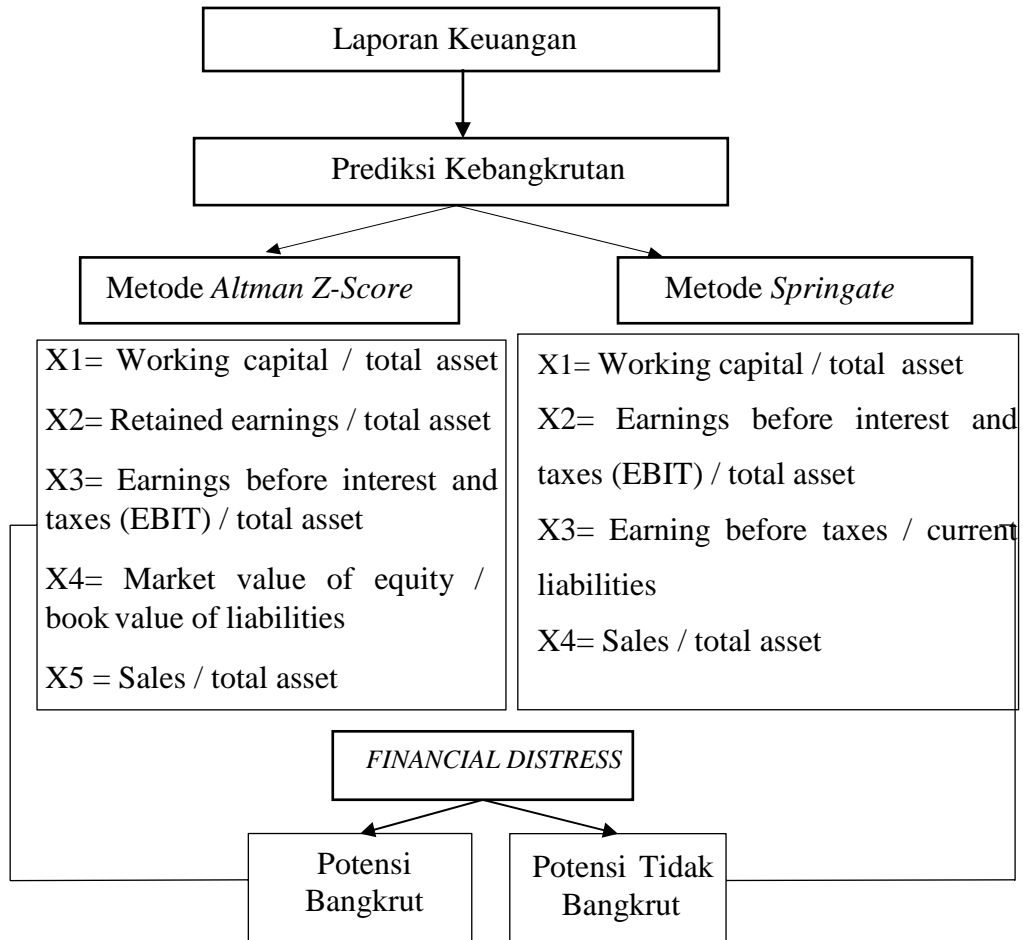 Laporan Keuangan
Prediksi Kebangkrutan
Metode Altman Z-Score
X1= Working capital / total asset
X2= Retained earnings / total asset
X3= Earnings before interest and
taxes (EBIT) / total asset
X4= Market value of equity /
book value of liabilities
X5 = Sales / total asset
Metode Springate
X1= Working capital / total asset
X2= Earnings before interest and
taxes (EBIT) / total asset
X3= Earning before taxes / current
liabilities
X4= Sales / total asset
FINANCIAL DISTRESS
Potensi
Bangkrut
Potensi Tidak
Bangkrut